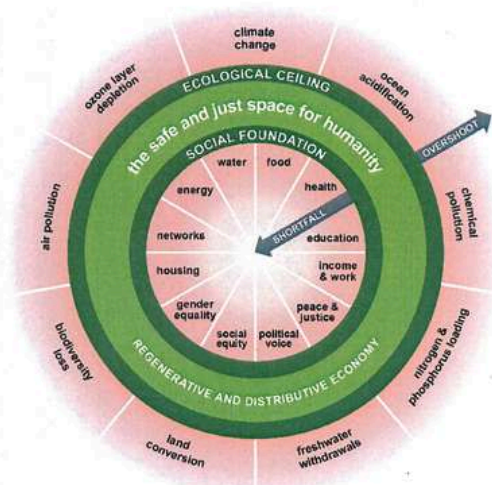 climate
change
ocean
acidification
chemical
pollution
nitrogen &
phosphorus loading
freshwater
withdrawals
land
conversion
biodiversity
loss
air pollution
ozone layer
depletion
ECOLOGICAL CEILING
the safe and just space for humanity
SOCIAL FOUNDATION
OVERSHOOT
SHORTFALL
water
food
health
education
income
& work
peace &
justice
political
voice
social
equity
gender
equality
housing
networks
energy
REGENERATIVE AND DISTRIBUTIVE ECONOMY